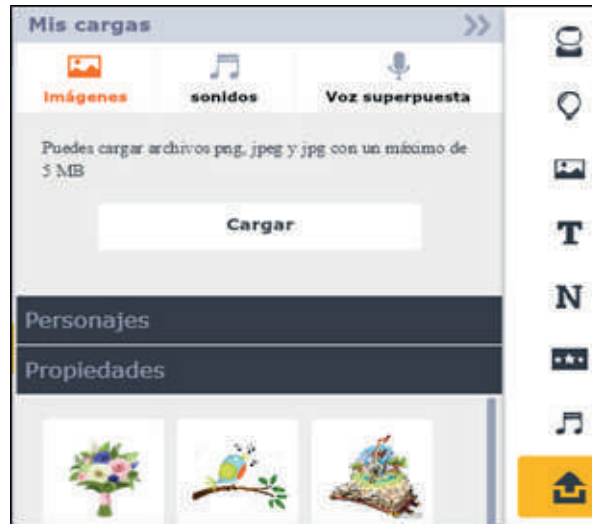 Mis cargas
Imágenes sonidos Voz superpuesta
Puedes cargar archivos png, jpeg y jpg con un máximo de
5 MB
Cargar
Personajes
Propiedades
T
N